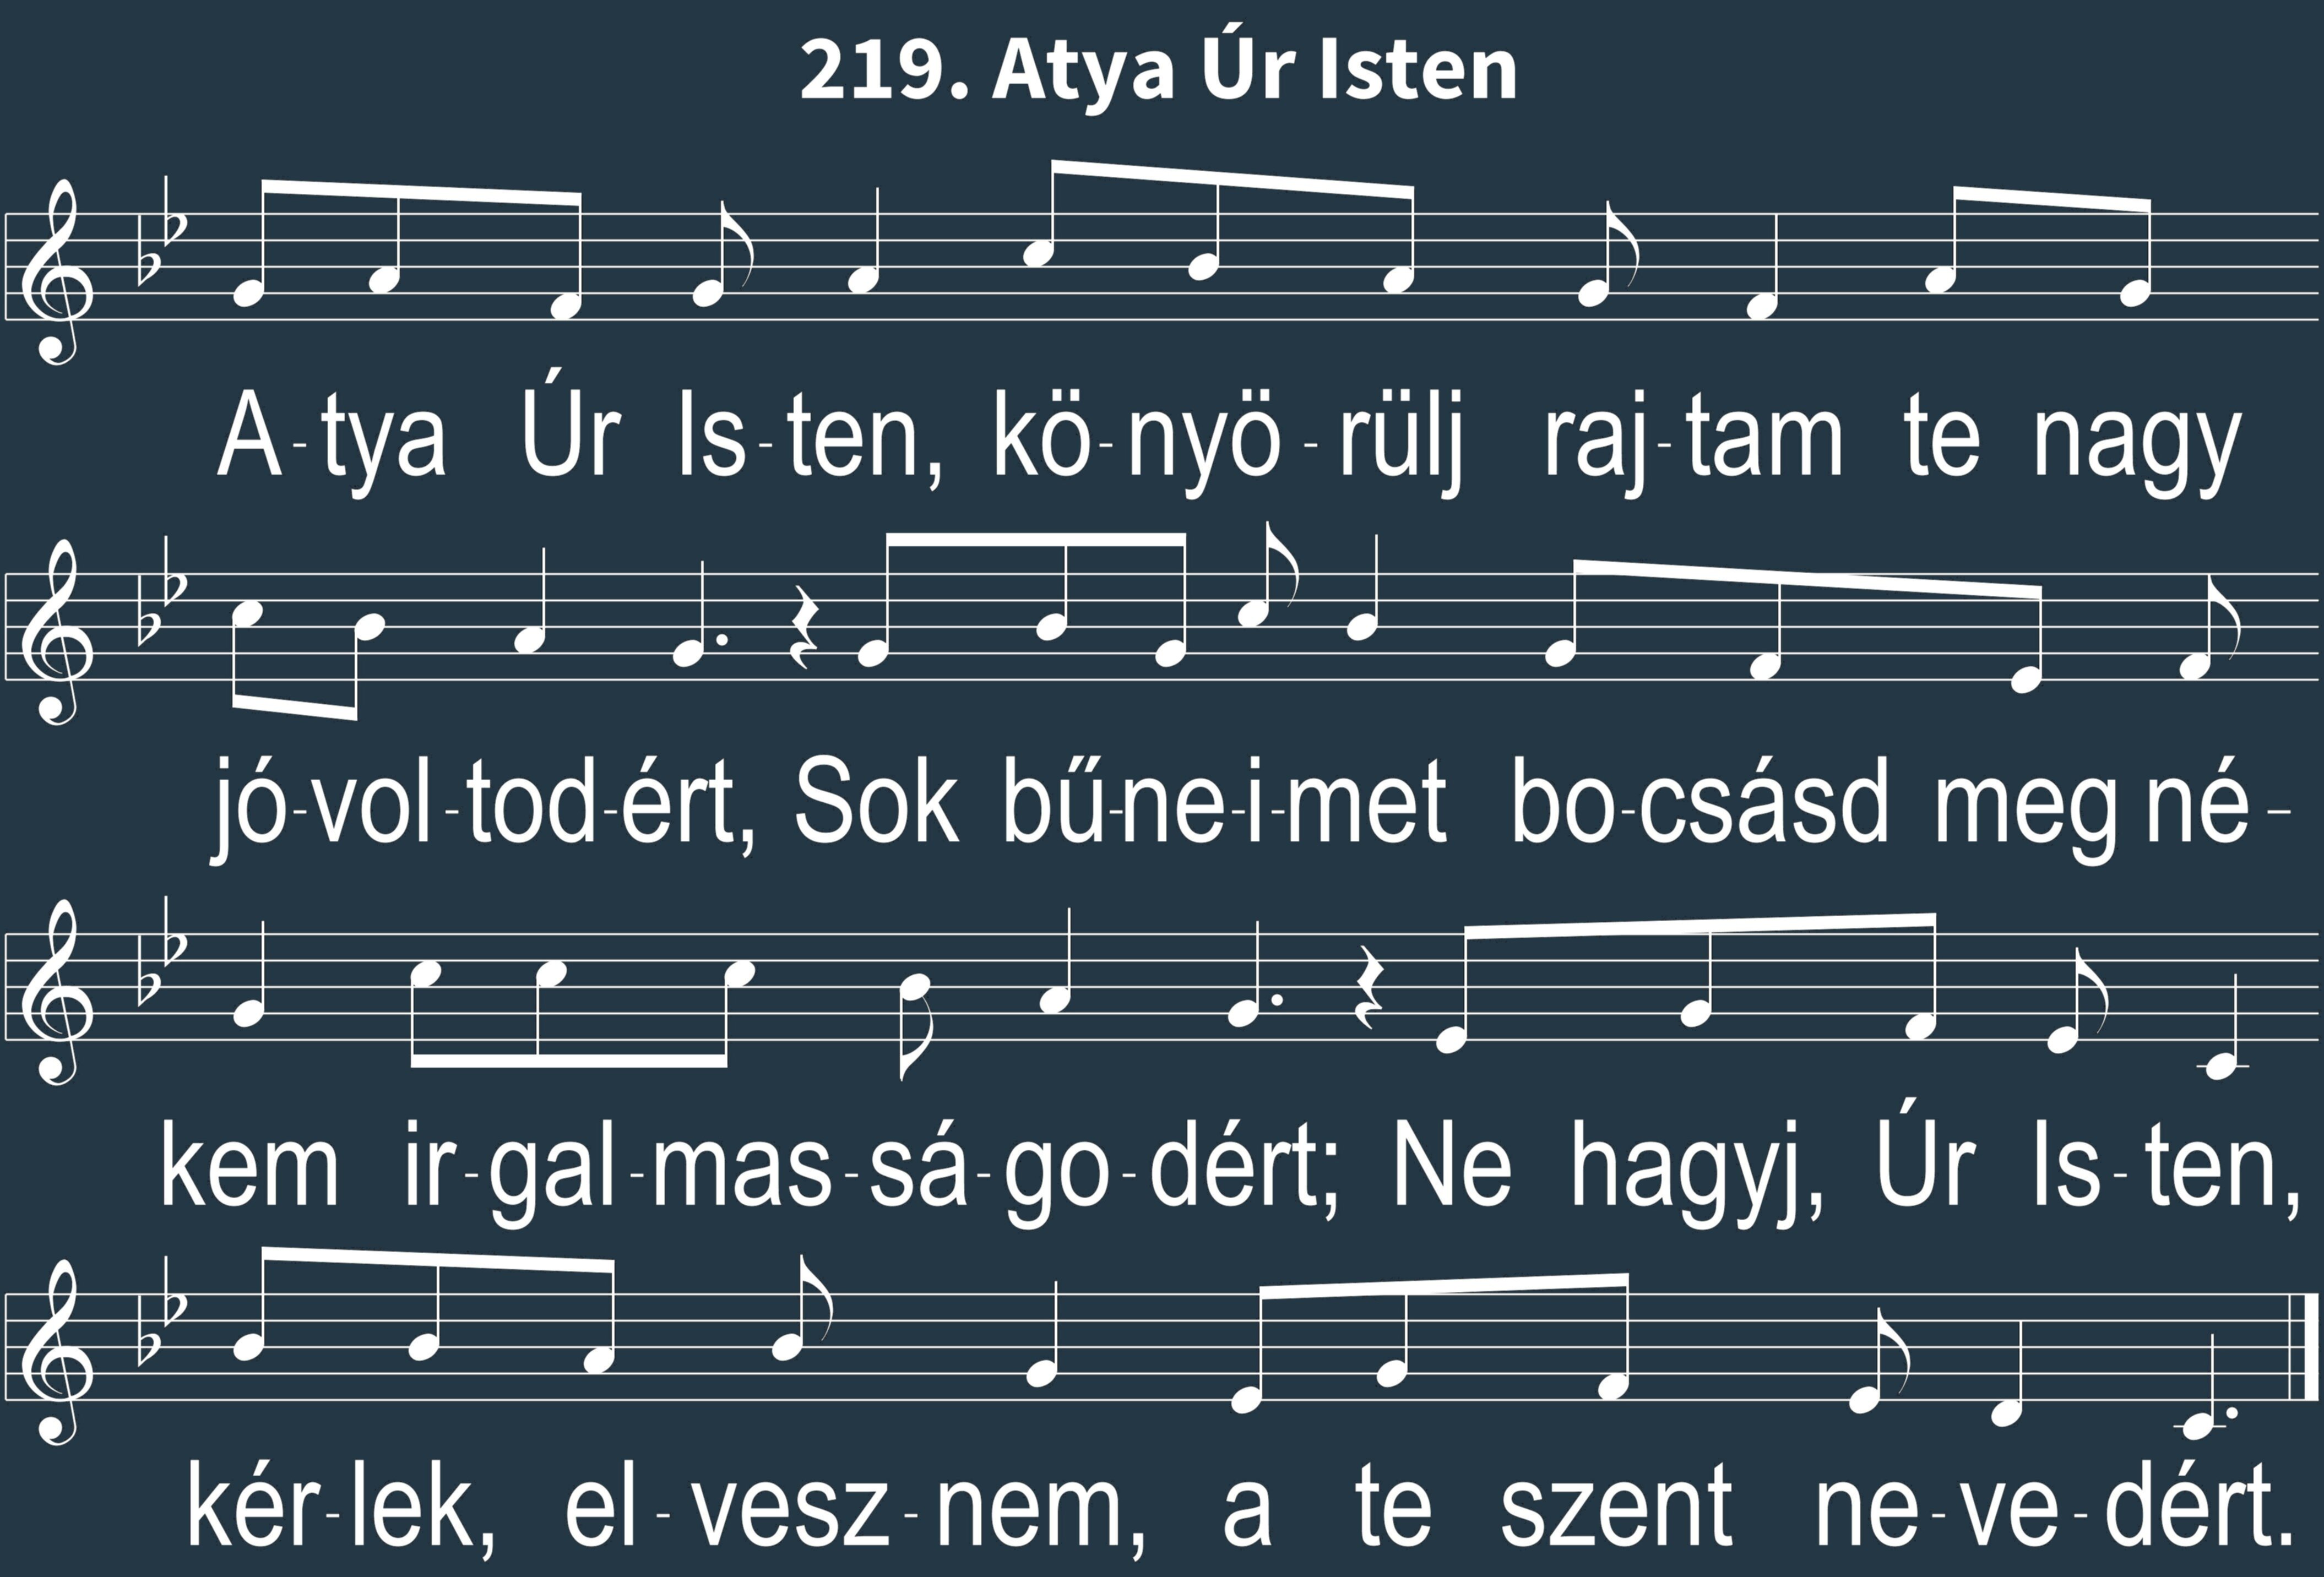 219. Atya Úr Isten
A-tya Úr Is-ten, kö-nyö-rülj raj-tam te nagy
jó-vol-tod-ért, Sok bű-ne-i-met bo-csásd meg né-
kem ir-gal-mas-sá-go-dért; Ne hagyj, Úr Is-ten,
kér-lek, el-vesz-nem, a te szent ne-ve-dért.